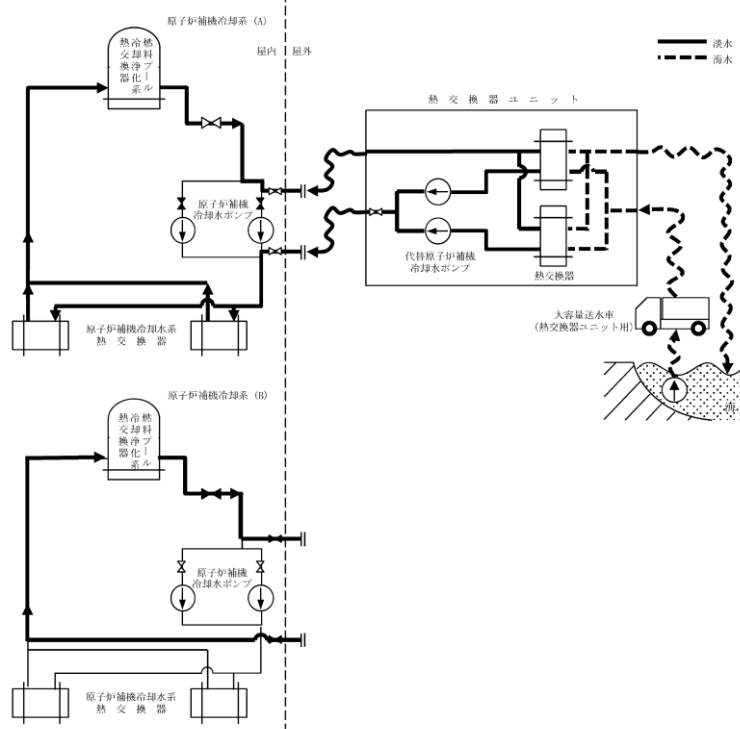 原子炉補機冷却系 (A)
屋内
屋外
淡水
海水
燃料プール
冷却浄化系
熱交換器
熱交換器ユニット
原子炉補機
冷却水ポンプ
代替原子炉補機
冷却水ポンプ
熱交換器
大容量送水車
(熱交換器ユニット用)
海
原子炉補機冷却水系
熱交換器
原子炉補機冷却系 (B)
燃料プール
冷却浄化系
熱交換器
原子炉補機
冷却水ポンプ
原子炉補機冷却水系
熱交換器